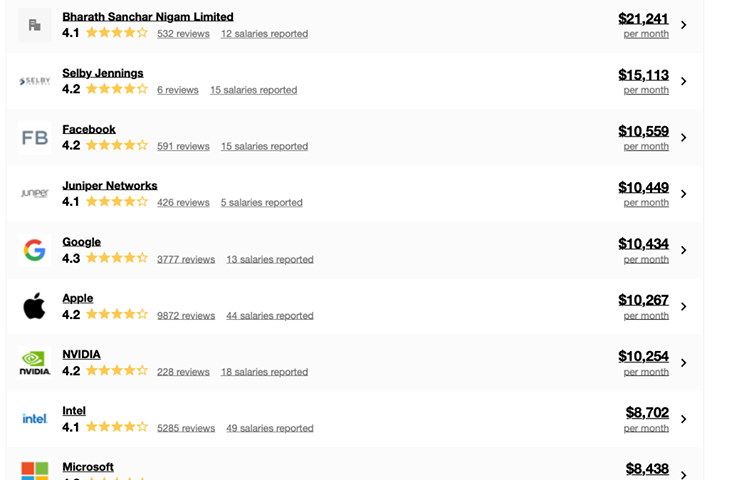 Bharath Sanchar Nigam Limited
$21,241
4.1 532 reviews 12 salaries reported
per month
SELBY
Selby Jennings
$15,113
4.2 6 reviews 15 salaries reported
per month
FB
Facebook
$10,559
4.2 591 reviews 15 salaries reported
per month
juniper
Juniper Networks
$10,449
4.1 426 reviews 5 salaries reported
per month
Google
$10,434
4.3 3777 reviews 13 salaries reported
per month
Apple
$10,267
4.2 9872 reviews 44 salaries reported
per month
NVIDIA.
NVIDIA
$10,254
4.2 228 reviews 18 salaries reported
per month
intel
Intel
$8,702
4.1 5285 reviews 49 salaries reported
per month
Microsoft
$8,438